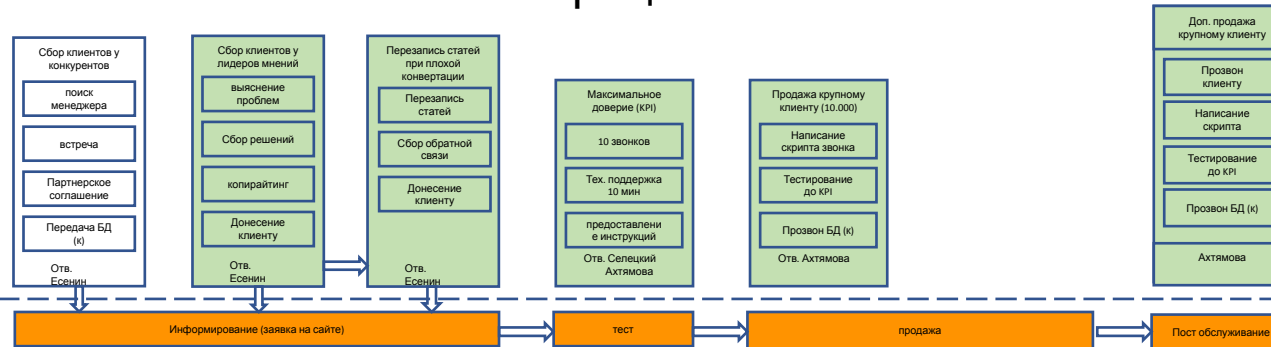 Сбор клиентов у
конкурентов
поиск
менеджера
встреча
Партнерское
соглашение
Передача БД
(к)
Отв.
Есенин
Сбор клиентов у
лидеров мнений
выяснение
проблем
Сбор решений
копирайтинг
Донесение
клиенту
Отв.
Есенин
Перезапись статей
при плохой
конвертации
Перезапись
статей
Сбор обратной
связи
Донесение
клиенту
Отв.
Есенин
Максимальное
доверие (KPI)
10 звонков
Тех. поддержка
10 мин
предоставлени
е инструкций
Отв. Селецкий
Ахтямова
Продажа крупному
клиенту (10.000)
Написание
скрипта звонка
Тестирование
до KPI
Прозвон БД (к)
Отв. Ахтямова
Доп. продажа
крупному клиенту
Прозвон
клиенту
Написание
скрипта
Тестирование
до KPI
Прозвон БД (к)
Ахтямова
Информирование (заявка на сайте)
тест
продажа
Пост обслуживание